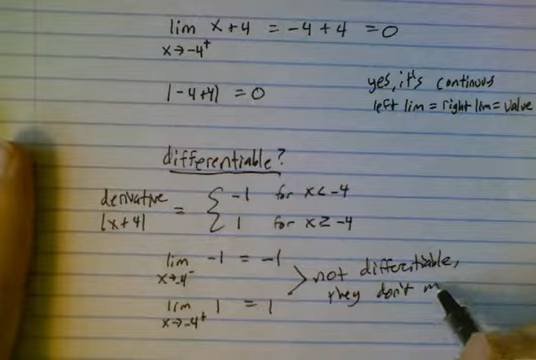 lim x+4 = -4+4 = 0
x→-4⁺
|-4+4| = 0
yes, it's continuous
left lim = right lim = value
differentiable?
derivative |x+4| = { -1 for x<-4
1 for x≥-4
lim -1 = -1
x→-4⁻
lim 1 = 1
x→-4⁺
not differentiable,
they don't m